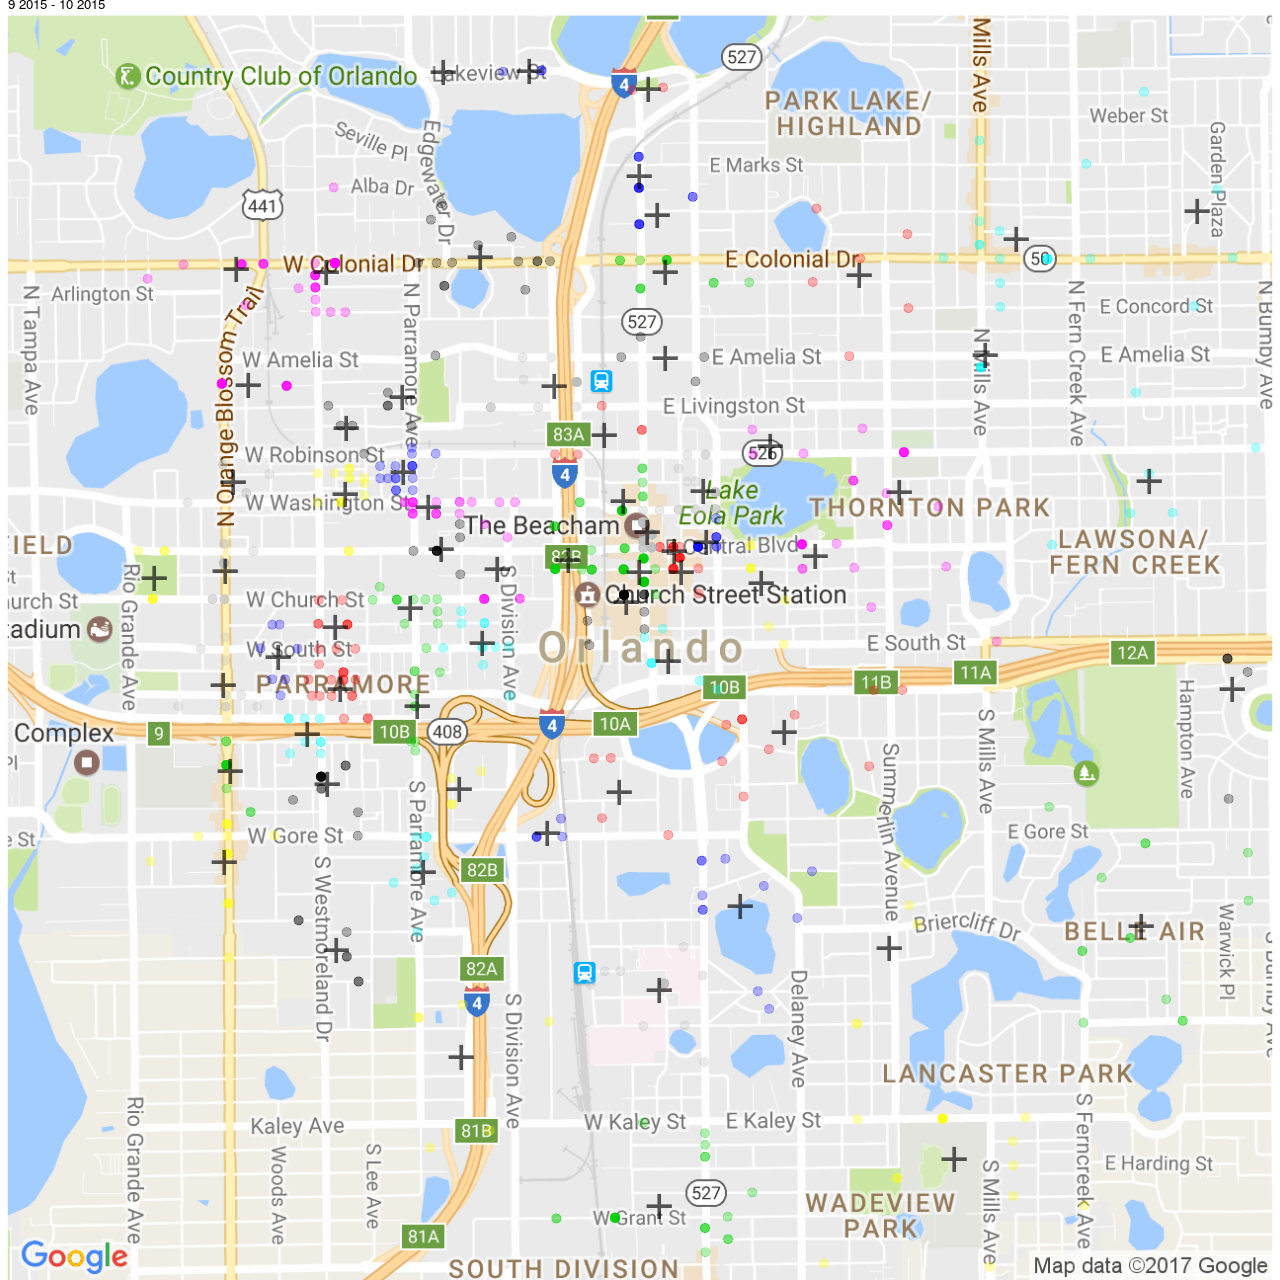 9 2015 - 10 2015
527
4
Country Club of Orlando
Lakeview St
Mills Ave
PARK LAKE/
HIGHLAND
Weber St
Garden Plaza
Seville Pl
Edgewater Dr
E Marks St
Alba Dr
441
W Colonial Dr
E Colonial Dr
50
Arlington St
N Tampa Ave
N Orange Blossom Trail
N Parramore Ave
527
N Mills Ave
N Fern Creek Ave
E Concord St
N Bumby Ave
W Amelia St
E Amelia St
E Amelia St
E Livingston St
83A
W Robinson St
526
4
W Washington St
Lake
Eola Park
THORNTON PARK
The Beacham
FIELD
E Central Blvd
LAWSONA/
FERN CREEK
Rio Grande Ave
W Church St
S Division Ave
Church Street Station
W South St
Orlando
E South St
12A
11A
11B
10B
PARRAMORE
Hampton Ave
Complex
9
10B
408
4
10A
S Mills Ave
Summerlin Avenue
S Parramore Ave
W Gore St
E Gore St
S Westmoreland Dr
82B
Briercliff Dr
BELL AIR
Warwick Pl
82A
4
S Division Ave
Delaney Ave
LANCASTER PARK
Rio Grande Ave
Kaley Ave
81B
W Kaley St
E Kaley St
S Ferncreek Ave
Woods Ave
S Lee Ave
E Harding St
S Mills Ave
527
WADEVIEW
PARK
W Grant St
81A
Google
SOUTH DIVISION
Map data ©2017 Google